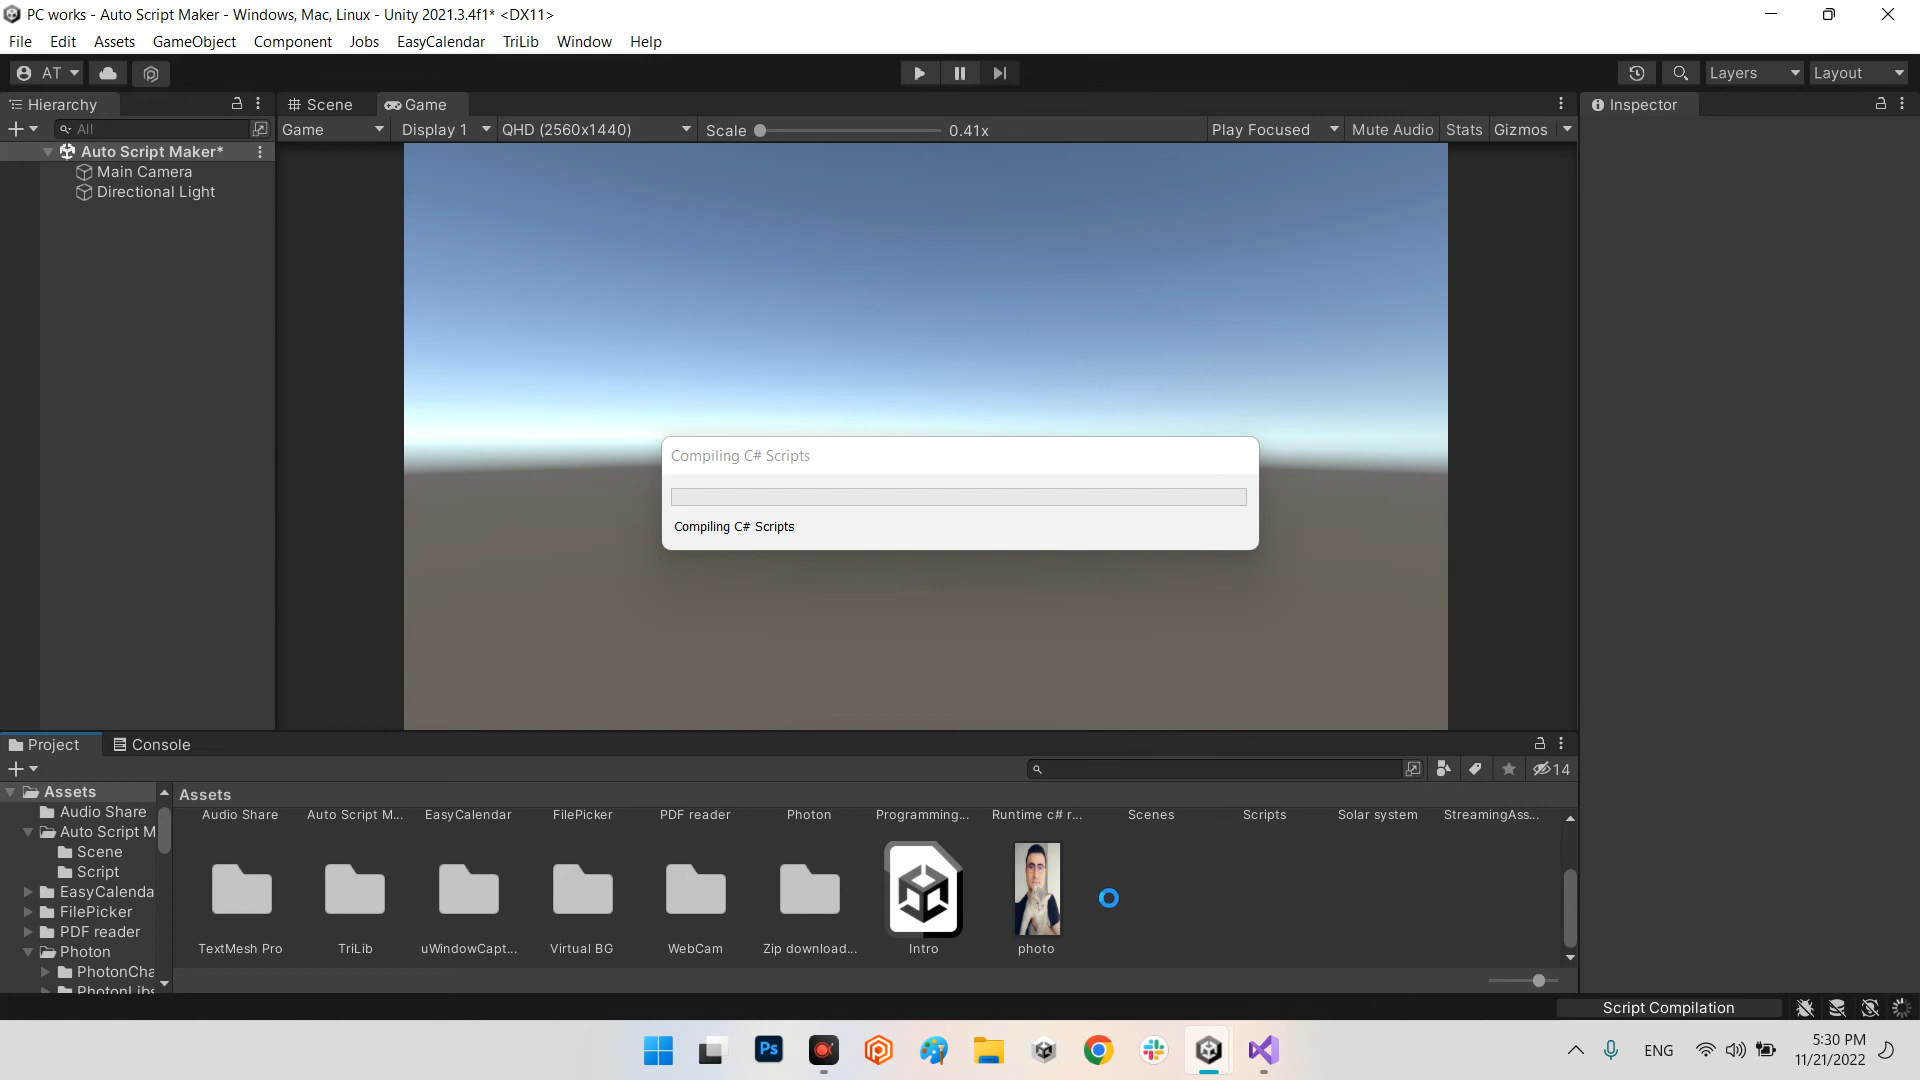 PC works - Auto Script Maker - Windows, Mac, Linux - Unity 2021.3.4f1* <DX11>
File Edit Assets GameObject Component Jobs EasyCalendar TriLib Window Help
AT Layers Layout
Hierarchy Scene Game Inspector
All Game Display 1 QHD (2560x1440) Scale 0.41x Play Focused Mute Audio Stats Gizmos
Auto Script Maker*
Main Camera
Directional Light
Compiling C# Scripts
Compiling C# Scripts
Project Console
14
Assets
Audio Share
Auto Script M
Scene
Script
EasyCalenda
FilePicker
PDF reader
Photon
PhotonCha
PhotonLibs
Assets
Audio Share Auto Script M... EasyCalendar FilePicker PDF reader Photon Programming... Runtime c# r... Scenes Scripts Solar system StreamingAss...
TextMesh Pro TriLib uWindowCapt... Virtual BG WebCam Zip download... Intro photo
Script Compilation
Ps
ENG
5:30 PM
11/21/2022